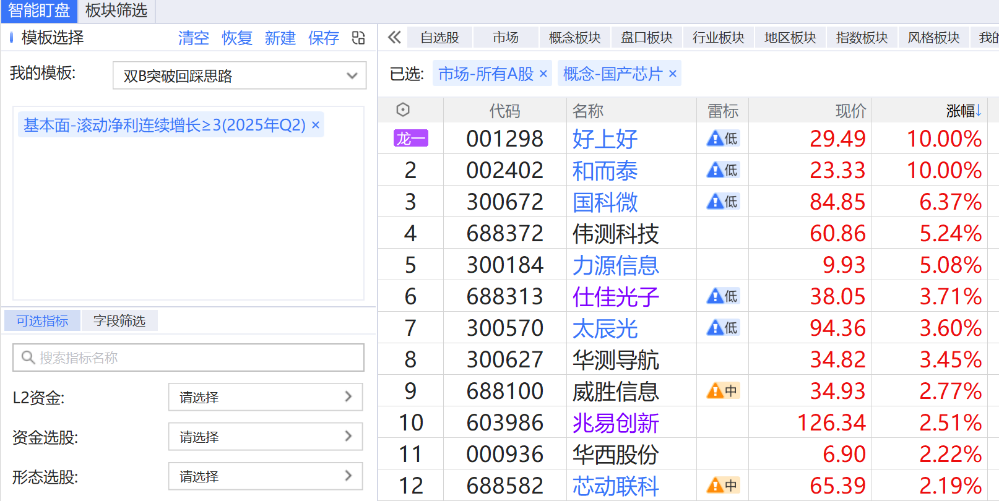 智能盯盘 板块筛选
模板选择 清空 恢复 新建 保存
我的模板: 双B突破回踩思路
基本面-滚动净利连续增长≥3(2025年Q2) ×
可选指标 字段筛选
搜索指标名称
L2资金: 请选择
资金选股: 请选择
形态选股: 请选择
自选股 市场 概念板块 盘口板块 行业板块 地区板块 指数板块 风格板块 我的
已选: 市场-所有A股 × 概念-国产芯片 ×
代码 名称 雷标 现价 涨幅↓
龙一 001298 好上好 低 29.49 10.00%
2 002402 和而泰 低 23.33 10.00%
3 300672 国科微 低 84.85 6.37%
4 688372 伟测科技 60.86 5.24%
5 300184 力源信息 9.93 5.08%
6 688313 仕佳光子 低 38.05 3.71%
7 300570 太辰光 低 94.36 3.60%
8 300627 华测导航 34.82 3.45%
9 688100 威胜信息 中 34.93 2.77%
10 603986 兆易创新 126.34 2.51%
11 000936 华西股份 6.90 2.22%
12 688582 芯动联科 中 65.39 2.19%